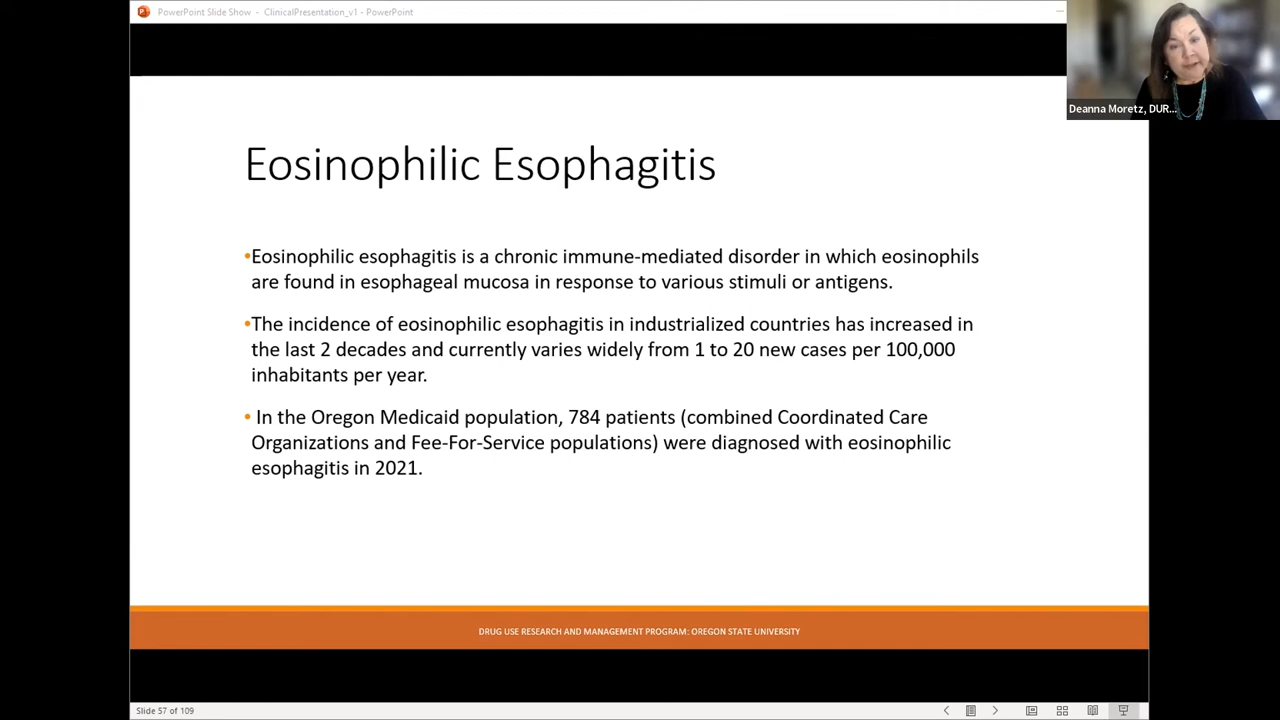 PowerPoint Slide Show - ClinicalPresentation_v1 - PowerPoint
Deanna Moretz, DUR...
Eosinophilic Esophagitis
•Eosinophilic esophagitis is a chronic immune-mediated disorder in which eosinophils
are found in esophageal mucosa in response to various stimuli or antigens.
•The incidence of eosinophilic esophagitis in industrialized countries has increased in
the last 2 decades and currently varies widely from 1 to 20 new cases per 100,000
inhabitants per year.
• In the Oregon Medicaid population, 784 patients (combined Coordinated Care
Organizations and Fee-For-Service populations) were diagnosed with eosinophilic
esophagitis in 2021.
DRUG USE RESEARCH AND MANAGEMENT PROGRAM: OREGON STATE UNIVERSITY
Slide 57 of 109